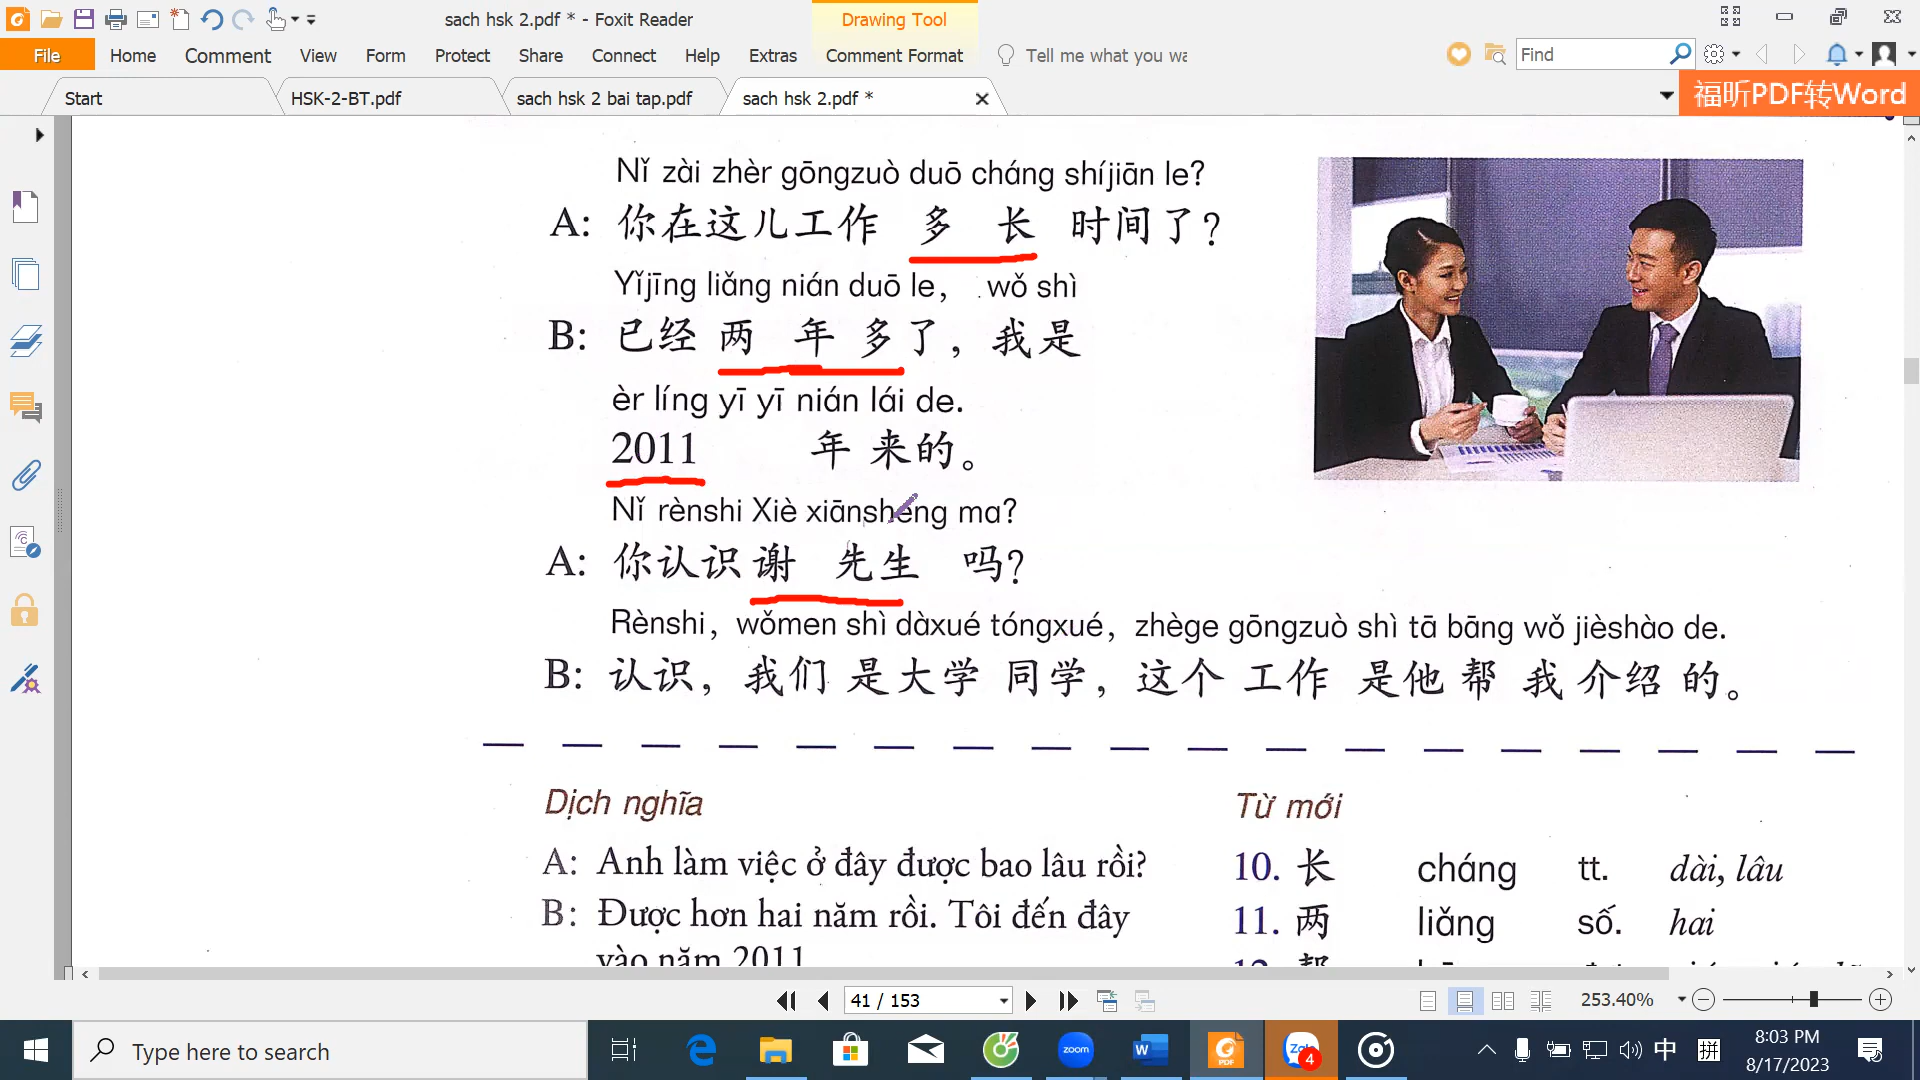 sach hsk 2.pdf * - Foxit Reader
Drawing Tool
File Home Comment View Form Protect Share Connect Help Extras Comment Format Tell me what you wa Find
Start HSK-2-BT.pdf sach hsk 2 bai tap.pdf sach hsk 2.pdf * 福昕PDF转Word
Nǐ zài zhèr gōngzuò duō cháng shíjiān le?
A: 你在这儿工作 多 长 时间了?
Yǐjīng liǎng nián duō le, wǒ shì
B: 已经 两 年 多了, 我是
èr líng yī yī nián lái de.
2011 年 来的。
Nǐ rènshi Xiè xiānsheng ma?
A: 你认识 谢 先生 吗?
Rènshi, wǒmen shì dàxué tóngxué, zhège gōngzuò shì tā bāng wǒ jièshào de.
B: 认识, 我们 是大学 同学, 这个 工作 是他 帮 我 介绍 的。
Dịch nghĩa
A: Anh làm việc ở đây được bao lâu rồi?
B: Được hơn hai năm rồi. Tôi đến đây
vào năm 2011
Từ mới
10. 长 cháng tt. dài, lâu
11. 两 liǎng số. hai
41 / 153
253.40%
Type here to search
zoom
W
PDF
Zalo
4
中
拼
8:03 PM
8/17/2023